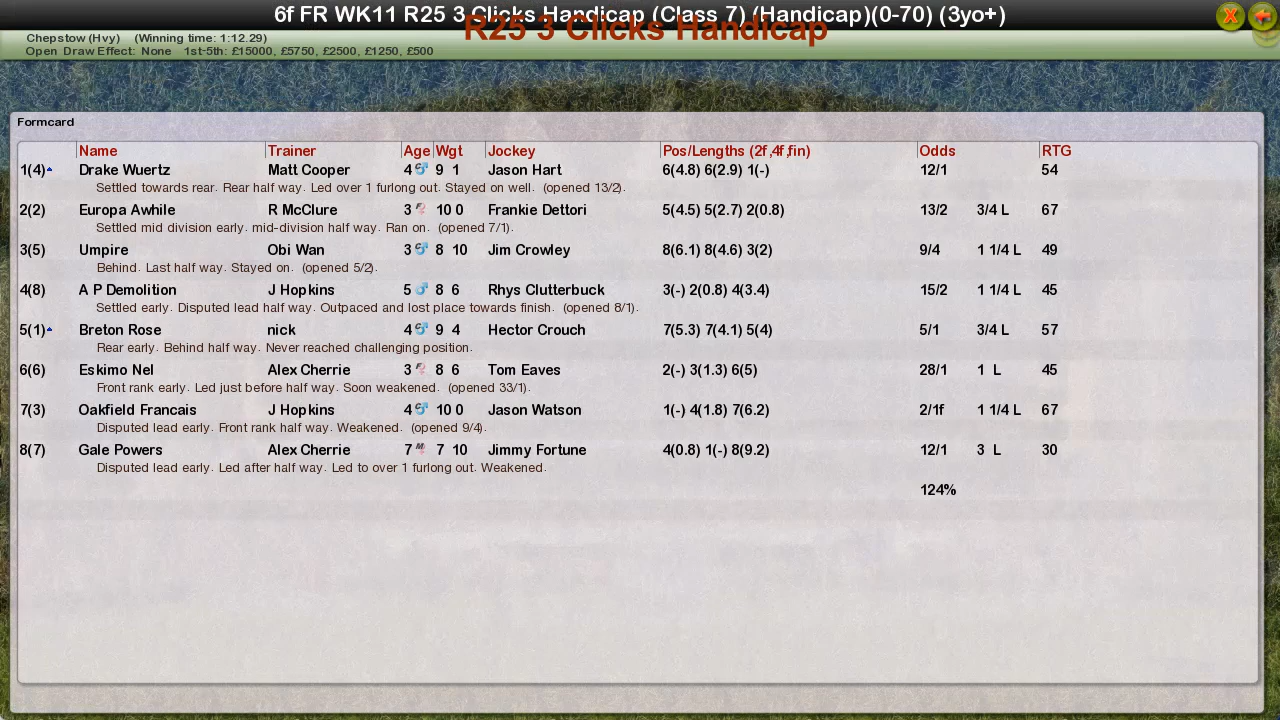 6f FR WK11 R25 3 Clicks Handicap (Class 7) (Handicap)(0-70) (3yo+)
R25 3 Clicks Handicap
Chepstow (Hvy) (Winning time: 1:12.29)
Open Draw Effect: None 1st-5th: £15000, £5750, £2500, £1250, £500
Formcard
Name Trainer Age Wgt Jockey Pos/Lengths (2f,4f,fin) Odds RTG
1(4) Drake Wuertz Matt Cooper 4 9 1 Jason Hart 6(4.8) 6(2.9) 1(-) 12/1 54
Settled towards rear. Rear half way. Led over 1 furlong out. Stayed on well. (opened 13/2).
2(2) Europa Awhile R McClure 3 10 0 Frankie Dettori 5(4.5) 5(2.7) 2(0.8) 13/2 3/4 L 67
Settled mid division early. mid-division half way. Ran on. (opened 7/1).
3(5) Umpire Obi Wan 3 8 10 Jim Crowley 8(6.1) 8(4.6) 3(2) 9/4 1 1/4 L 49
Behind. Last half way. Stayed on. (opened 5/2).
4(8) A P Demolition J Hopkins 5 8 6 Rhys Clutterbuck 3(-) 2(0.8) 4(3.4) 15/2 1 1/4 L 45
Settled early. Disputed lead half way. Outpaced and lost place towards finish. (opened 8/1).
5(1) Breton Rose nick 4 9 4 Hector Crouch 7(5.3) 7(4.1) 5(4) 5/1 3/4 L 57
Rear early. Behind half way. Never reached challenging position.
6(6) Eskimo Nel Alex Cherrie 3 8 6 Tom Eaves 2(-) 3(1.3) 6(5) 28/1 1 L 45
Front rank early. Led just before half way. Soon weakened. (opened 33/1).
7(3) Oakfield Francais J Hopkins 4 10 0 Jason Watson 1(-) 4(1.8) 7(6.2) 2/1f 1 1/4 L 67
Disputed lead early. Front rank half way. Weakened. (opened 9/4).
8(7) Gale Powers Alex Cherrie 7 7 10 Jimmy Fortune 4(0.8) 1(-) 8(9.2) 12/1 3 L 30
Disputed lead early. Led after half way. Led to over 1 furlong out. Weakened.
124%